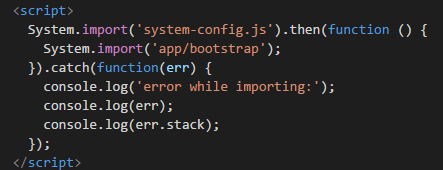 <script>
  System.import('system-config.js').then(function () {
    System.import('app/bootstrap');
  }).catch(function(err) {
    console.log('error while importing:');
    console.log(err);
    console.log(err.stack);
  });
</script>